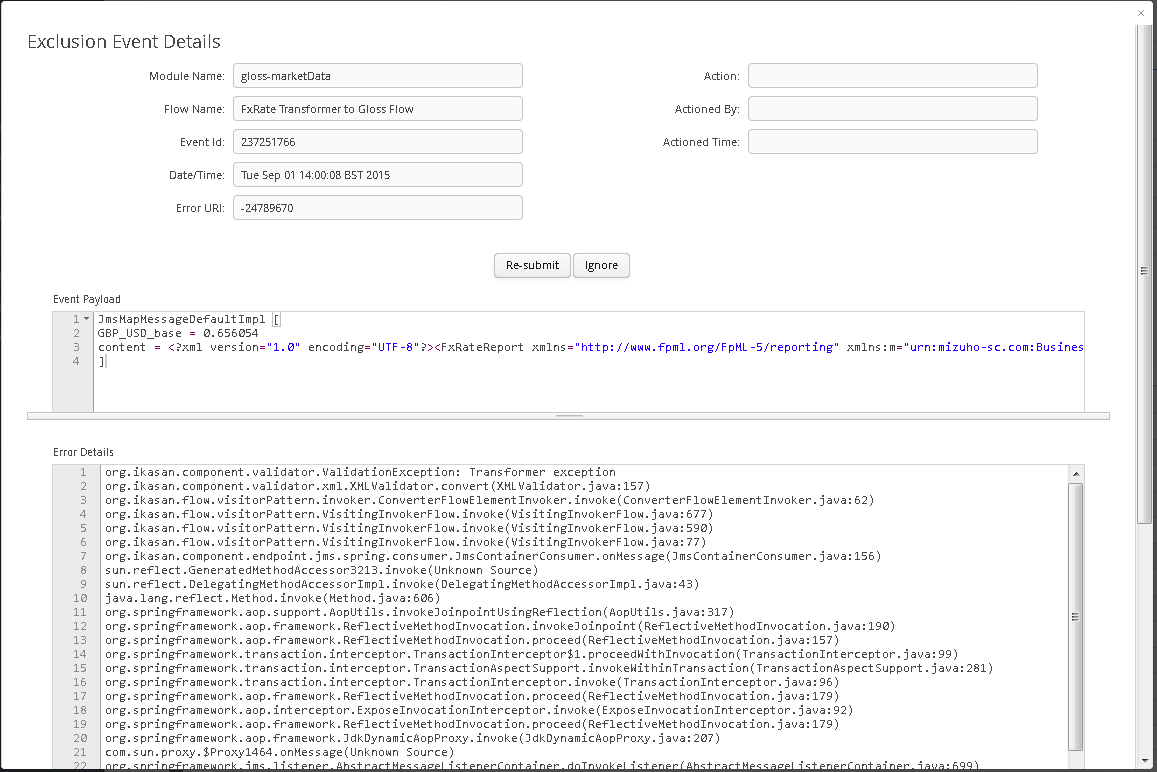 ×
Exclusion Event Details
Module Name: gloss-marketData
Action:
Flow Name: FxRate Transformer to Gloss Flow
Actioned By:
Event Id: 237251766
Actioned Time:
Date/Time: Tue Sep 01 14:00:08 BST 2015
Error URI: -24789670
Re-submit Ignore
Event Payload
1 JmsMapMessageDefaultImpl [
2 GBP_USD_base = 0.656054
3 content = <?xml version="1.0" encoding="UTF-8"?><FxRateReport xmlns="http://www.fpml.org/FpML-5/reporting" xmlns:m="urn:mizuho-sc.com:Busines
4 ]
Error Details
1 org.ikasan.component.validator.ValidationException: Transformer exception
2 org.ikasan.component.validator.xml.XMLValidator.convert(XMLValidator.java:157)
3 org.ikasan.flow.visitorPattern.invoker.ConverterFlowElementInvoker.invoke(ConverterFlowElementInvoker.java:62)
4 org.ikasan.flow.visitorPattern.VisitingInvokerFlow.invoke(VisitingInvokerFlow.java:677)
5 org.ikasan.flow.visitorPattern.VisitingInvokerFlow.invoke(VisitingInvokerFlow.java:590)
6 org.ikasan.flow.visitorPattern.VisitingInvokerFlow.invoke(VisitingInvokerFlow.java:77)
7 org.ikasan.component.endpoint.jms.spring.consumer.JmsContainerConsumer.onMessage(JmsContainerConsumer.java:156)
8 sun.reflect.GeneratedMethodAccessor3213.invoke(Unknown Source)
9 sun.reflect.DelegatingMethodAccessorImpl.invoke(DelegatingMethodAccessorImpl.java:43)
10 java.lang.reflect.Method.invoke(Method.java:606)
11 org.springframework.aop.support.AopUtils.invokeJoinpointUsingReflection(AopUtils.java:317)
12 org.springframework.aop.framework.ReflectiveMethodInvocation.invokeJoinpoint(ReflectiveMethodInvocation.java:190)
13 org.springframework.aop.framework.ReflectiveMethodInvocation.proceed(ReflectiveMethodInvocation.java:157)
14 org.springframework.transaction.interceptor.TransactionInterceptor$1.proceedWithInvocation(TransactionInterceptor.java:99)
15 org.springframework.transaction.interceptor.TransactionAspectSupport.invokeWithinTransaction(TransactionAspectSupport.java:281)
16 org.springframework.transaction.interceptor.TransactionInterceptor.invoke(TransactionInterceptor.java:96)
17 org.springframework.aop.framework.ReflectiveMethodInvocation.proceed(ReflectiveMethodInvocation.java:179)
18 org.springframework.aop.interceptor.ExposeInvocationInterceptor.invoke(ExposeInvocationInterceptor.java:92)
19 org.springframework.aop.framework.ReflectiveMethodInvocation.proceed(ReflectiveMethodInvocation.java:179)
20 org.springframework.aop.framework.JdkDynamicAopProxy.invoke(JdkDynamicAopProxy.java:207)
21 com.sun.proxy.$Proxy1464.onMessage(Unknown Source)
22 org.springframework.jms.listener.AbstractMessageListenerContainer.doInvokeListener(AbstractMessageListenerContainer.java:699)